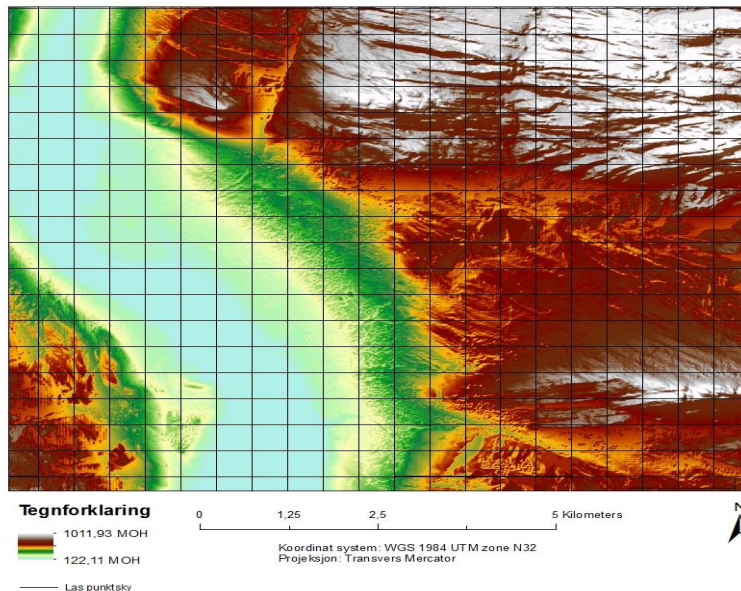 Tegnforklaring
1011,93 MOH
122,11 MOH
Las punktsky
0 1,25 2,5 5 Kilometers
Koordinat system: WGS 1984 UTM zone N32
Projeksjon: Transvers Mercator
N